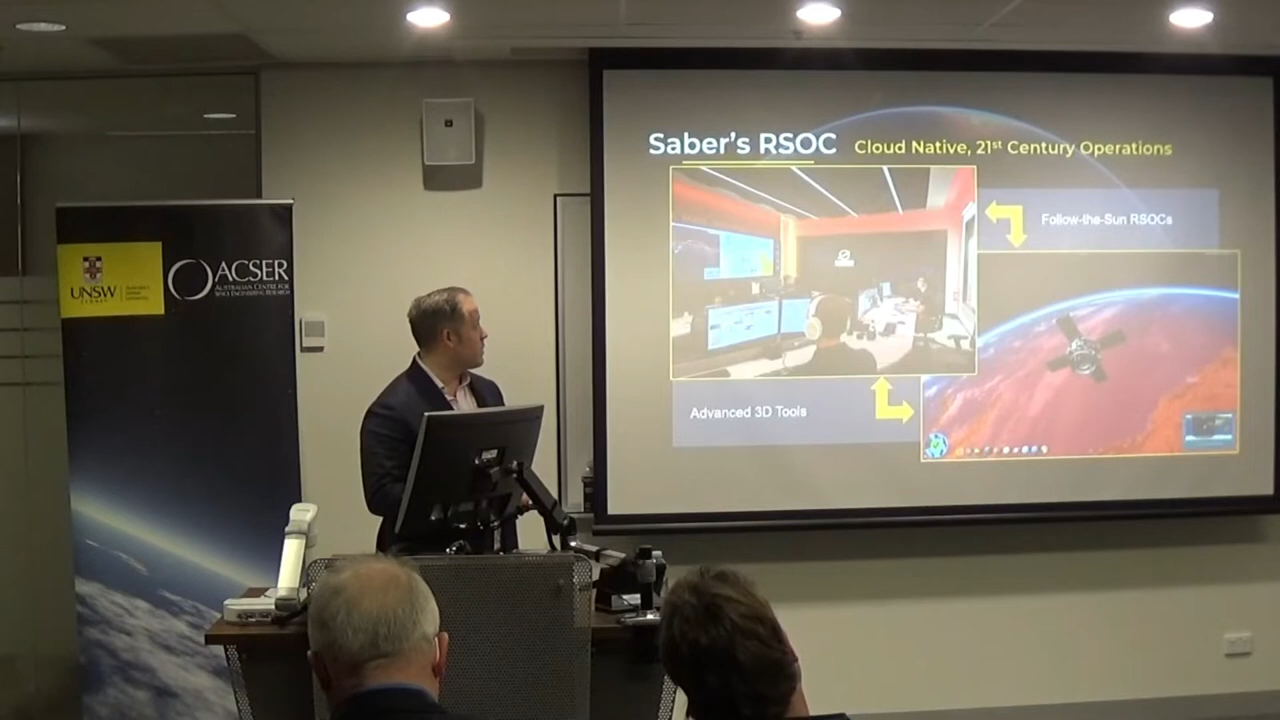 UNSW
SYDNEY
ACSER
AUSTRALIAN CENTRE FOR
SPACE ENGINEERING RESEARCH
Saber's RSOC Cloud Native, 21st Century Operations
Follow-the-Sun RSOCs
Advanced 3D Tools